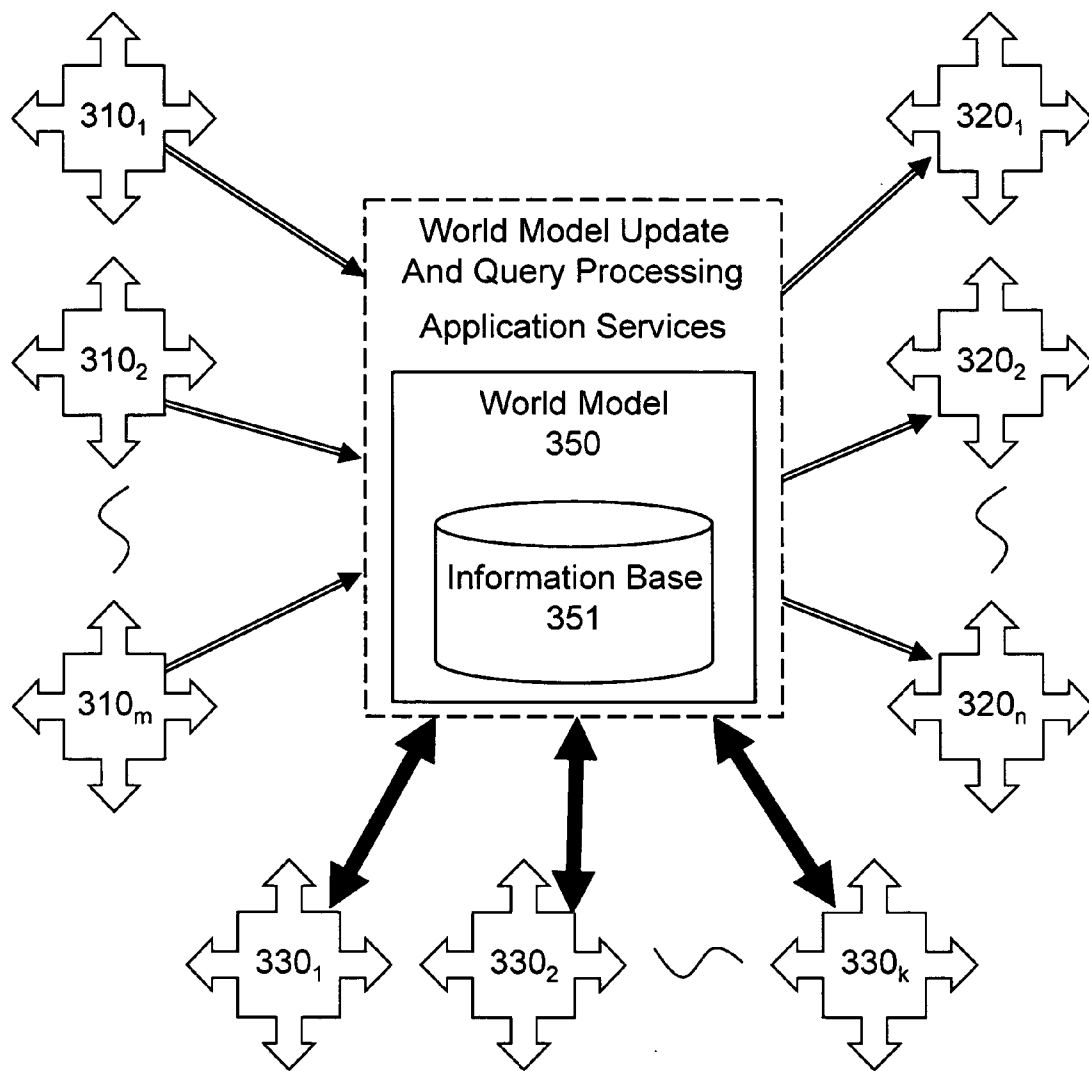 310₁
320₁
World Model Update
And Query Processing
Application Services
310₂
320₂
World Model
350
Information Base
351
310ₘ
320ₙ
330₁
330₂
330ₖ